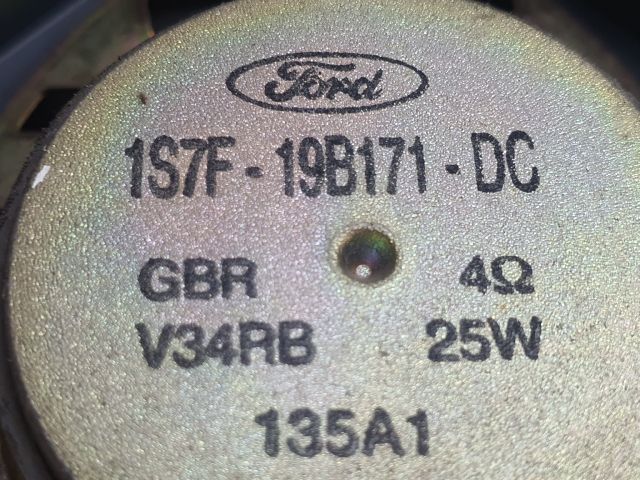 Ford
1S7F - 19B171 - DC
GBR 4Ω
V34RB 25W
135A1